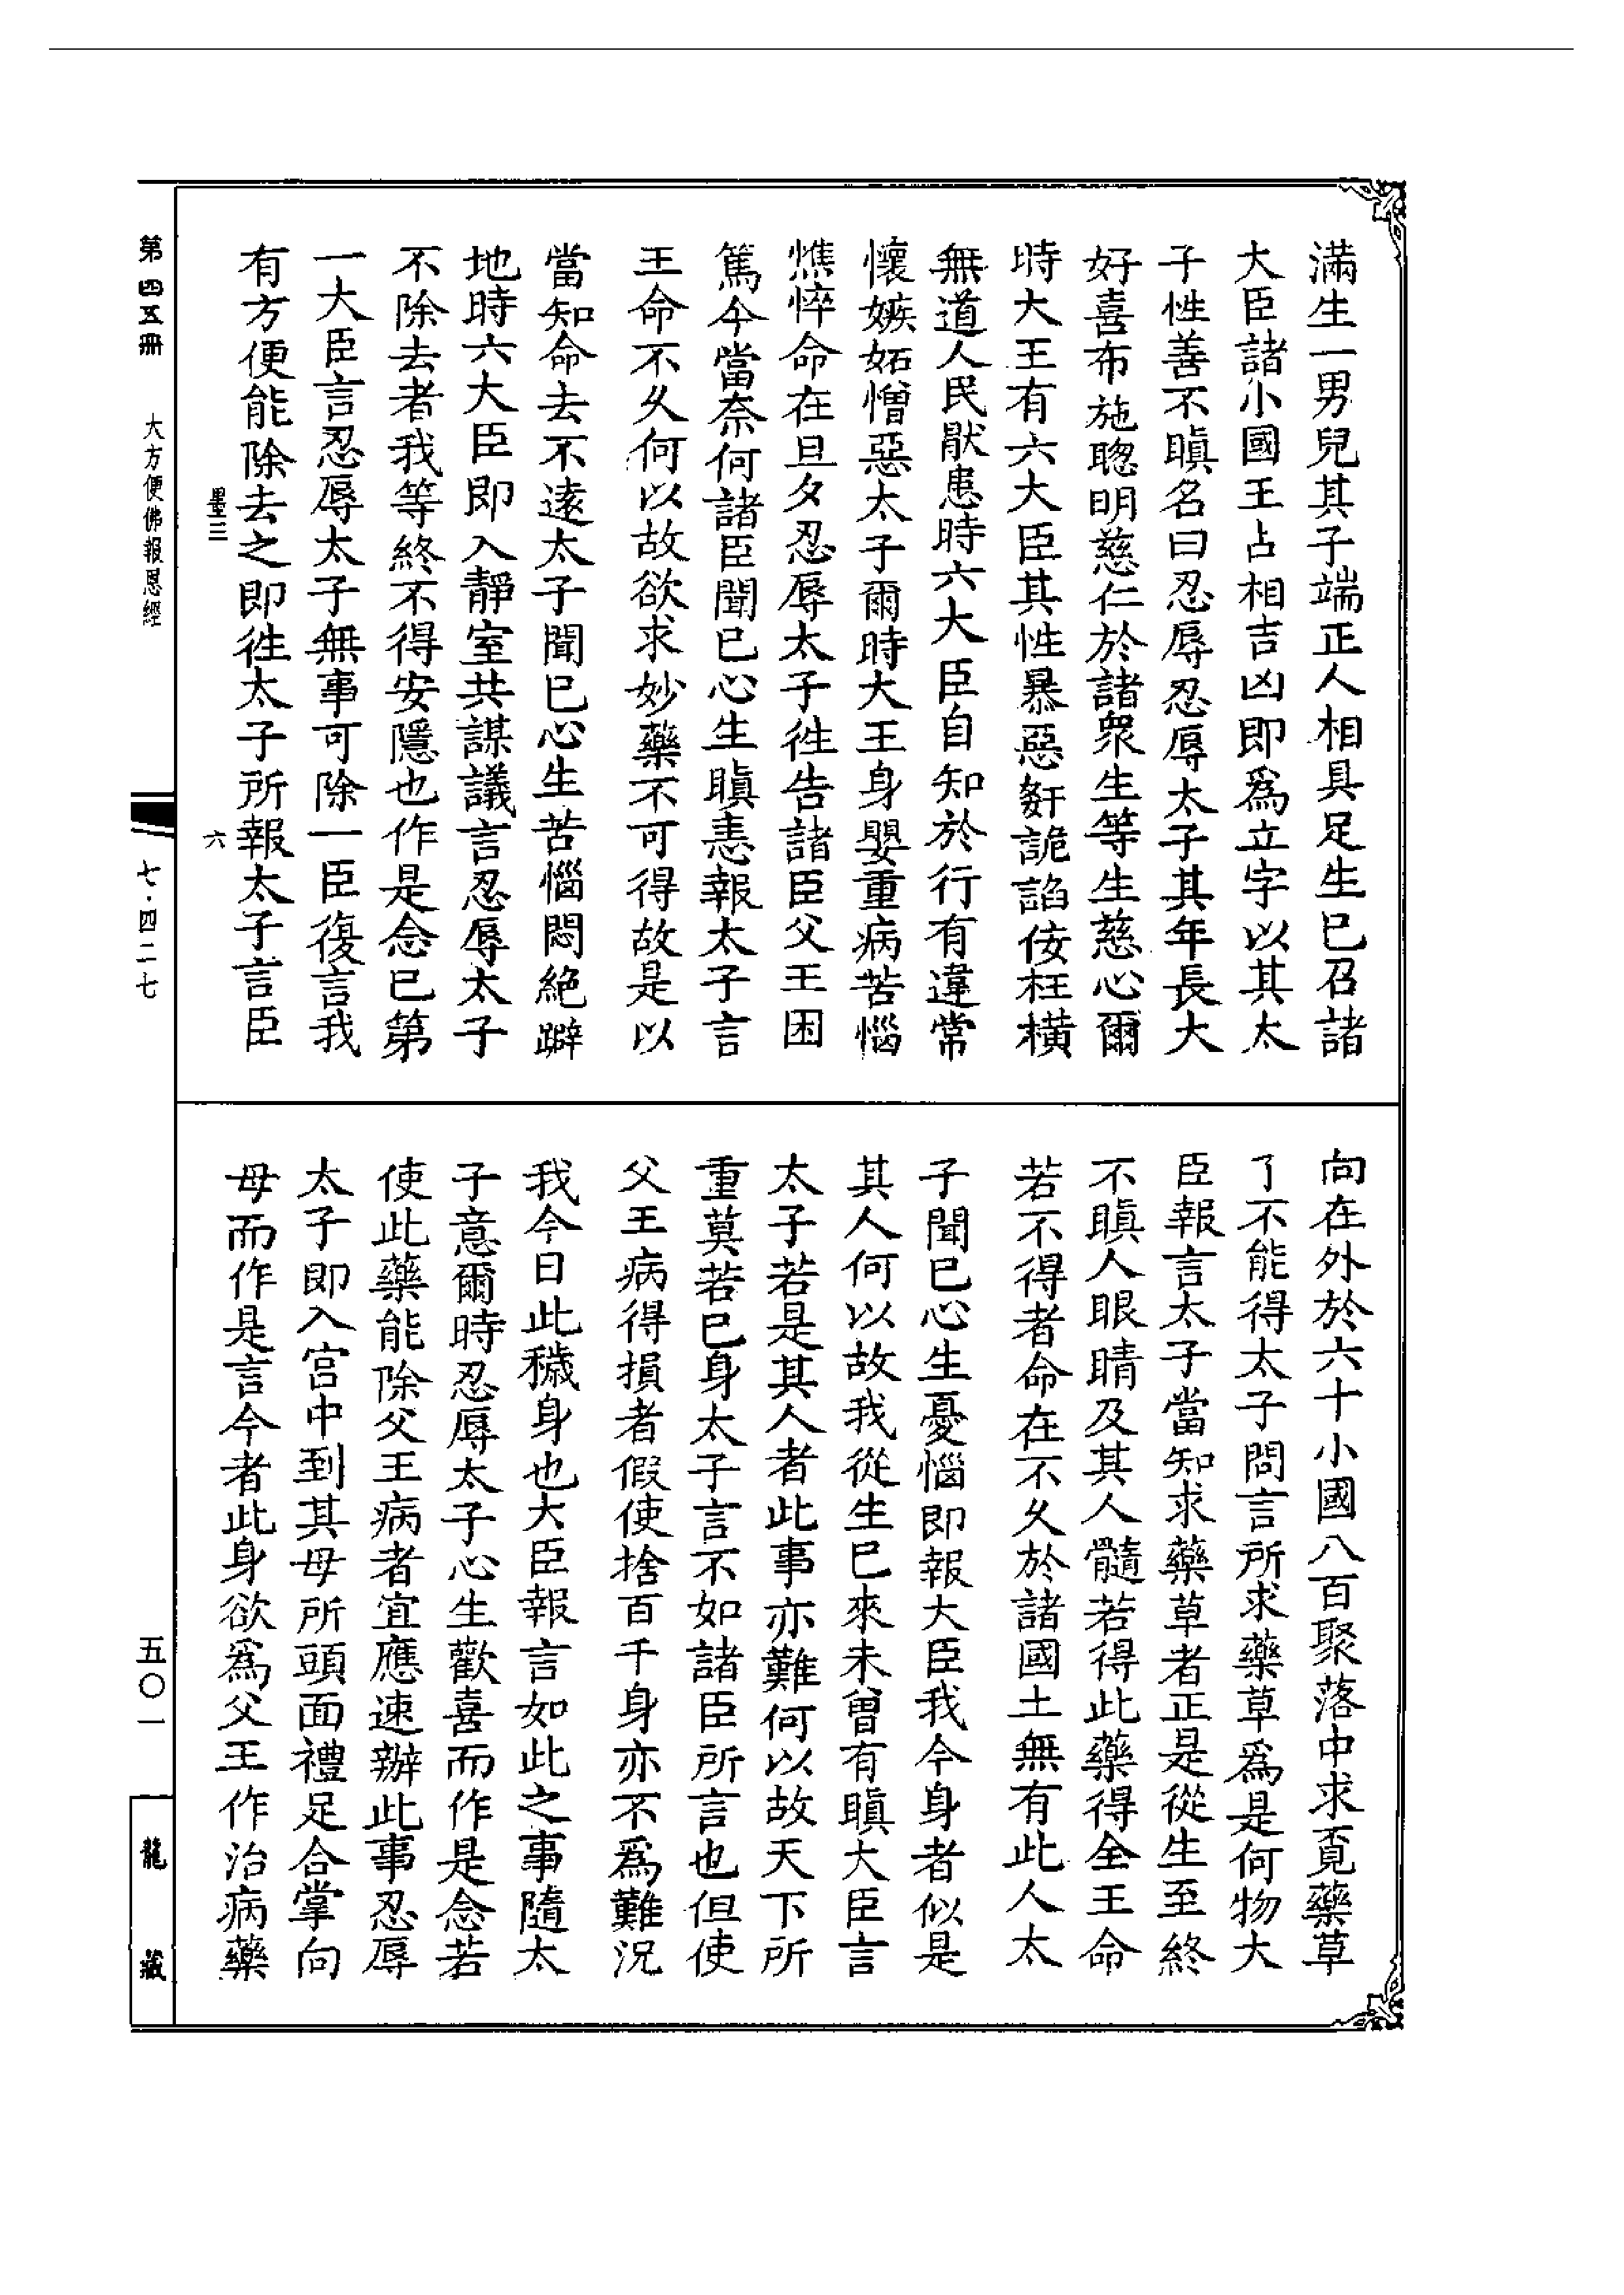 滿生一男兒其子端正人相具足生已召諸
大臣諸小國王占相吉凶即爲立字以其太
子性善不瞋名曰忍辱忍辱太子其年長大
好喜布施聦明慈仁於諸衆生等生慈心爾
時大王有六大臣其性暴惡姧詭諂侫枉橫
無道人民猒患時六大臣自知於行有違常
懷嫉妬憎惡太子爾時大王身嬰重病苦惱
憔悴命在旦夕忍辱太子徃告諸臣父王困
篤今當奈何諸臣聞已心生瞋恚報太子言
王命不久何以故欲求妙藥不可得故是以
當知命去不遠太子聞已心生苦惱悶絕躃
地時六大臣即入靜室共謀議言忍辱太子
不除去者我等終不得安隱也作是念已第
一大臣言忍辱太子無事可除一臣復言我
有方便能除去之即徃太子所報太子言臣
墨三
六
向在外於六十小國八百聚落中求覓藥草
了不能得太子問言所求藥草爲是何物大
臣報言太子當知求藥草者正是從生至終
不瞋人眼睛及其人髓若得此藥得全王命
若不得者命在不久於諸國土無有此人太
子聞已心生憂惱即報大臣我今身者似是
其人何以故我從生已來未曾有瞋大臣言
太子若是其人者此事亦難何以故天下所
重莫若已身太子言不如諸臣所言也但使
父王病得損者假使捨百千身亦不爲難況
我今日此穢身也大臣報言如此之事隨太
子意爾時忍辱太子心生歡喜而作是念若
使此藥能除父王病者宜應速辦此事忍辱
太子即入宮中到其母所頭面禮足合掌向
母而作是言今者此身欲爲父王作治病藥
第四五冊
大方便佛報恩經
七·四二七
五〇一
龍藏